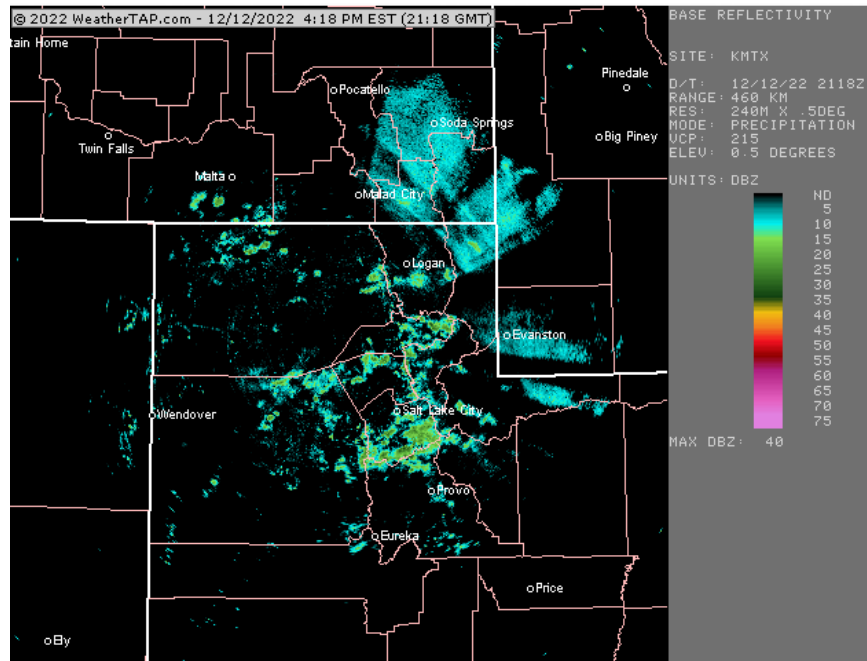 © 2022 WeatherTAP.com - 12/12/2022 4:18 PM EST (21:18 GMT)
tain Home
Pocatello
Pinedale
Soda Springs
Twin Falls
Big Piney
Malta
Malad City
Logan
Evanston
Wendover
Salt Lake City
Provo
Eureka
Price
Ely
BASE REFLECTIVITY
SITE: KMTX
D/T: 12/12/22 2118Z
RANGE: 460 KM
RES: 240M X .5DEG
MODE: PRECIPITATION
VCP: 215
ELEV: 0.5 DEGREES
UNITS: DBZ
ND
5
10
15
20
25
30
35
40
45
50
55
60
65
70
75
MAX DBZ: 40